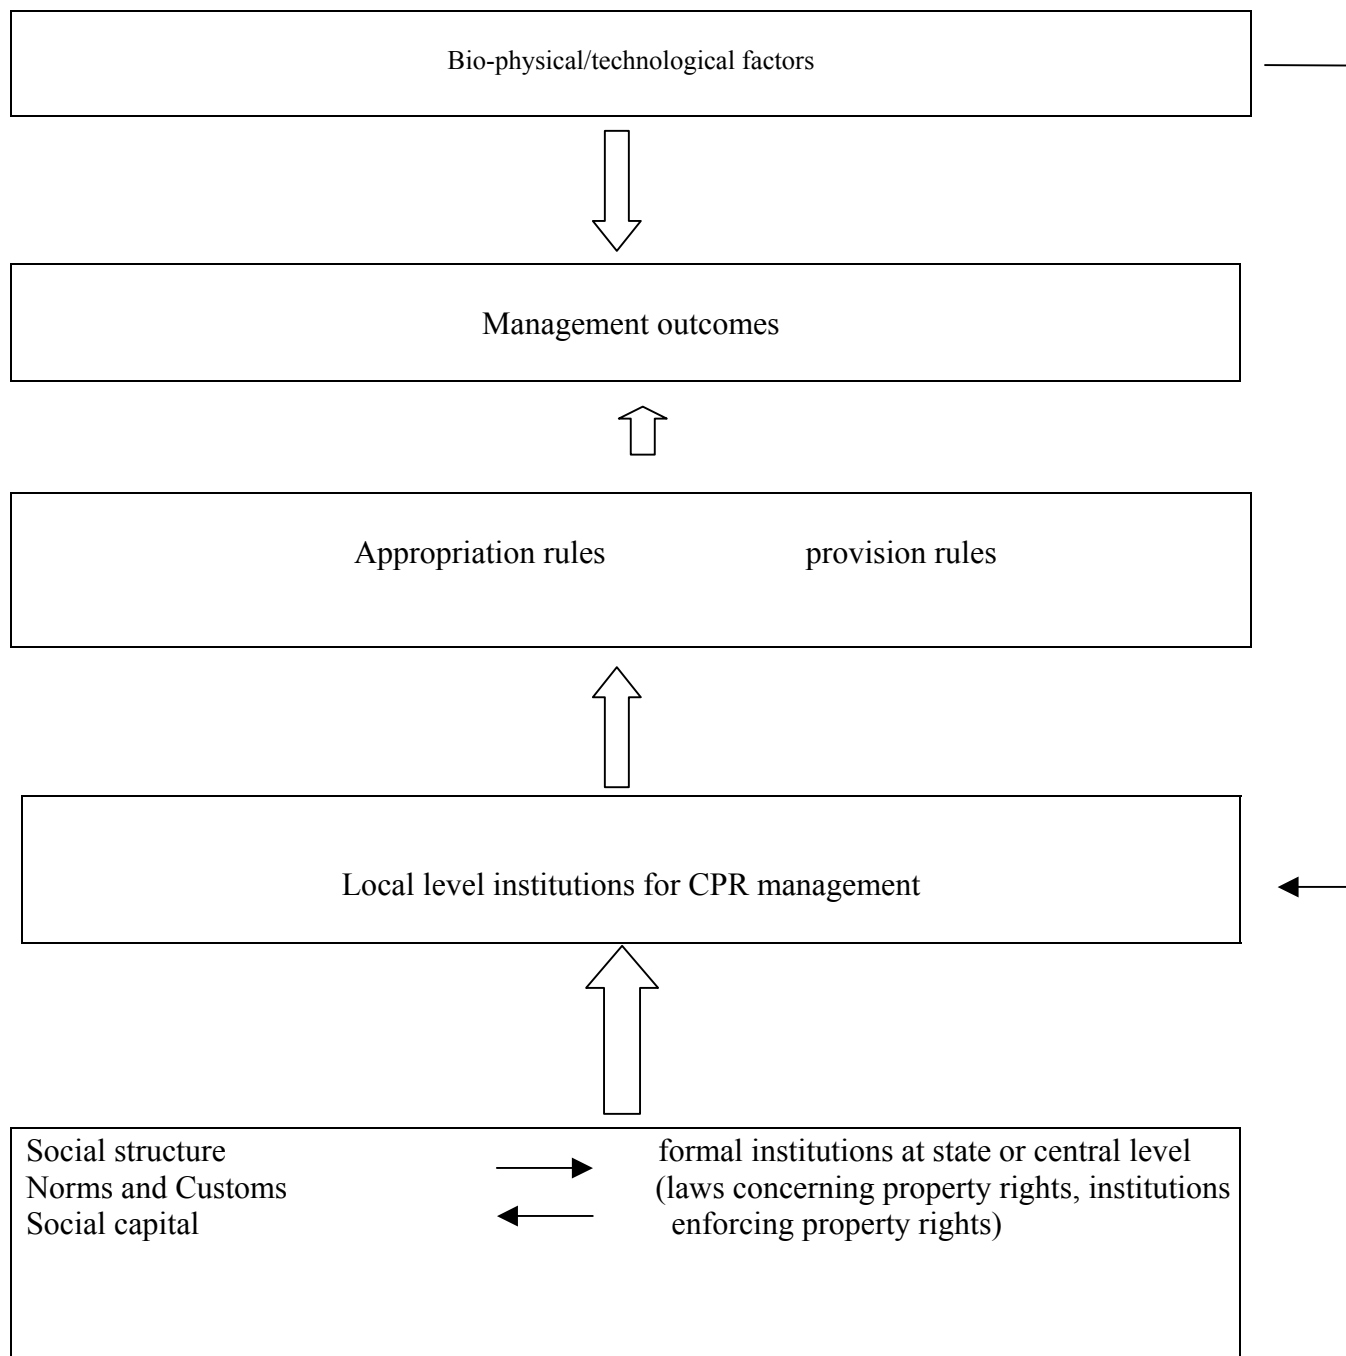 Bio-physical/technological factors
Management outcomes
Appropriation rules provision rules
Local level institutions for CPR management
Social structure formal institutions at state or central level
Norms and Customs (laws concerning property rights, institutions
Social capital enforcing property rights)